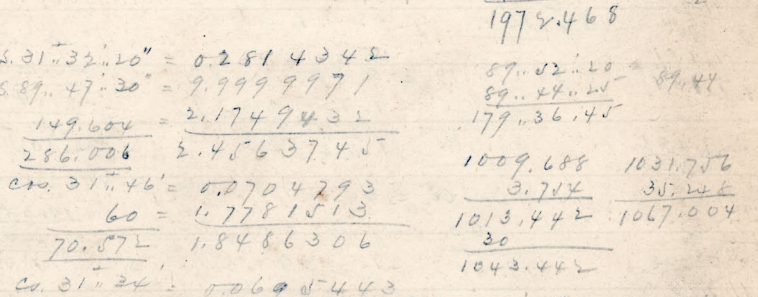 S. 31°..32'..20" = 0.2814342
S. 89..47'..30" = 9.9999971
149.604 = 2.1749432
286.006 2.4563745
cos. 31°..46' = 0.0704793
60 = 1.7781513
70.572 1.8486306
co. 31°..34' = 0.0695443
1972.468
89..52..20
89..44..25
179..36..45
89..44
1009.688
3.754
1013.442
30
1043.442
1031.756
35.248
1067.004